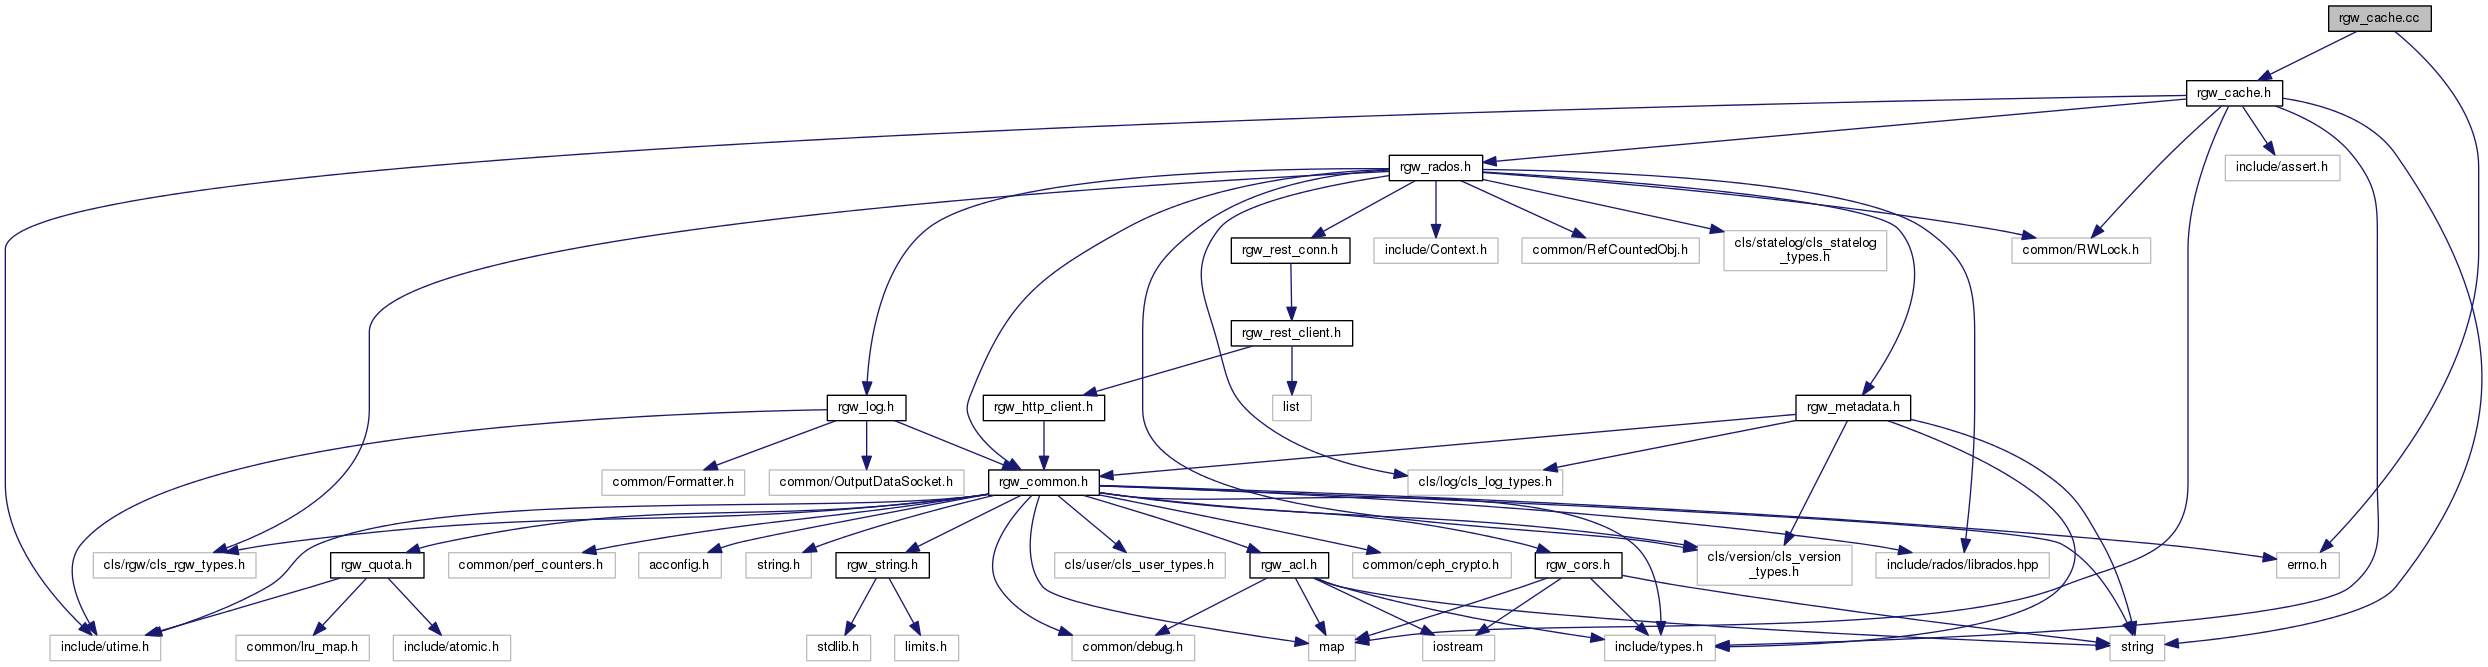 rgw_cache.cc
rgw_cache.h
rgw_rados.h
include/assert.h
rgw_rest_conn.h
include/Context.h
common/RefCountedObj.h
cls/statelog/cls_statelog
_types.h
common/RWLock.h
rgw_rest_client.h
rgw_log.h
rgw_http_client.h
list
rgw_metadata.h
common/Formatter.h
common/OutputDataSocket.h
rgw_common.h
cls/log/cls_log_types.h
cls/rgw/cls_rgw_types.h
rgw_quota.h
common/perf_counters.h
acconfig.h
string.h
rgw_string.h
cls/user/cls_user_types.h
rgw_acl.h
common/ceph_crypto.h
rgw_cors.h
cls/version/cls_version
_types.h
include/rados/librados.hpp
errno.h
include/utime.h
common/lru_map.h
include/atomic.h
stdlib.h
limits.h
common/debug.h
map
iostream
include/types.h
string